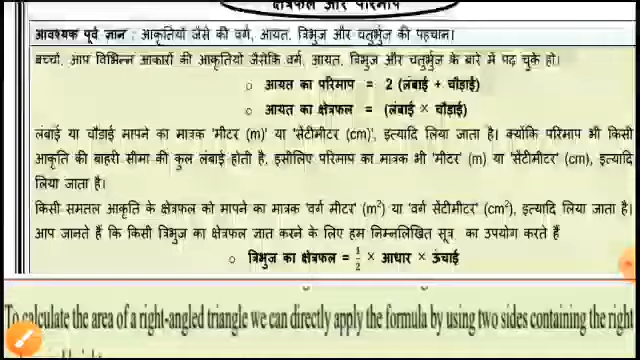 क्षेत्रफल और परिमाप
आवश्यक पूर्व ज्ञान : आकृतियों जैसे की वर्ग, आयत, त्रिभुज और चतुर्भुज की पहचान।
बच्चों, आप विभिन्न आकारों की आकृतियों जैसेकि वर्ग, आयत, त्रिभुज और चतुर्भुज के बारे में पढ़ चुके हो।
○ आयत का परिमाप = 2 (लंबाई + चौड़ाई)
○ आयत का क्षेत्रफल = (लंबाई × चौड़ाई)
लंबाई या चौड़ाई मापने का मात्रक 'मीटर (m)' या 'सेंटीमीटर (cm)', इत्यादि लिया जाता है। क्योंकि परिमाप भी किसी
आकृति की बाहरी सीमा की कुल लंबाई होती है, इसीलिए परिमाप का मात्रक भी 'मीटर' (m) या 'सेंटीमीटर' (cm), इत्यादि
लिया जाता है।
किसी समतल आकृति के क्षेत्रफल को मापने का मात्रक 'वर्ग मीटर' (m²) या 'वर्ग सेंटीमीटर' (cm²), इत्यादि लिया जाता है।
आप जानते हैं कि किसी त्रिभुज का क्षेत्रफल ज्ञात करने के लिए हम निम्नलिखित सूत्र का उपयोग करते हैं
○ त्रिभुज का क्षेत्रफल = 1/2 × आधार × ऊंचाई
To calculate the area of a right-angled triangle we can directly apply the formula by using two sides containing the right